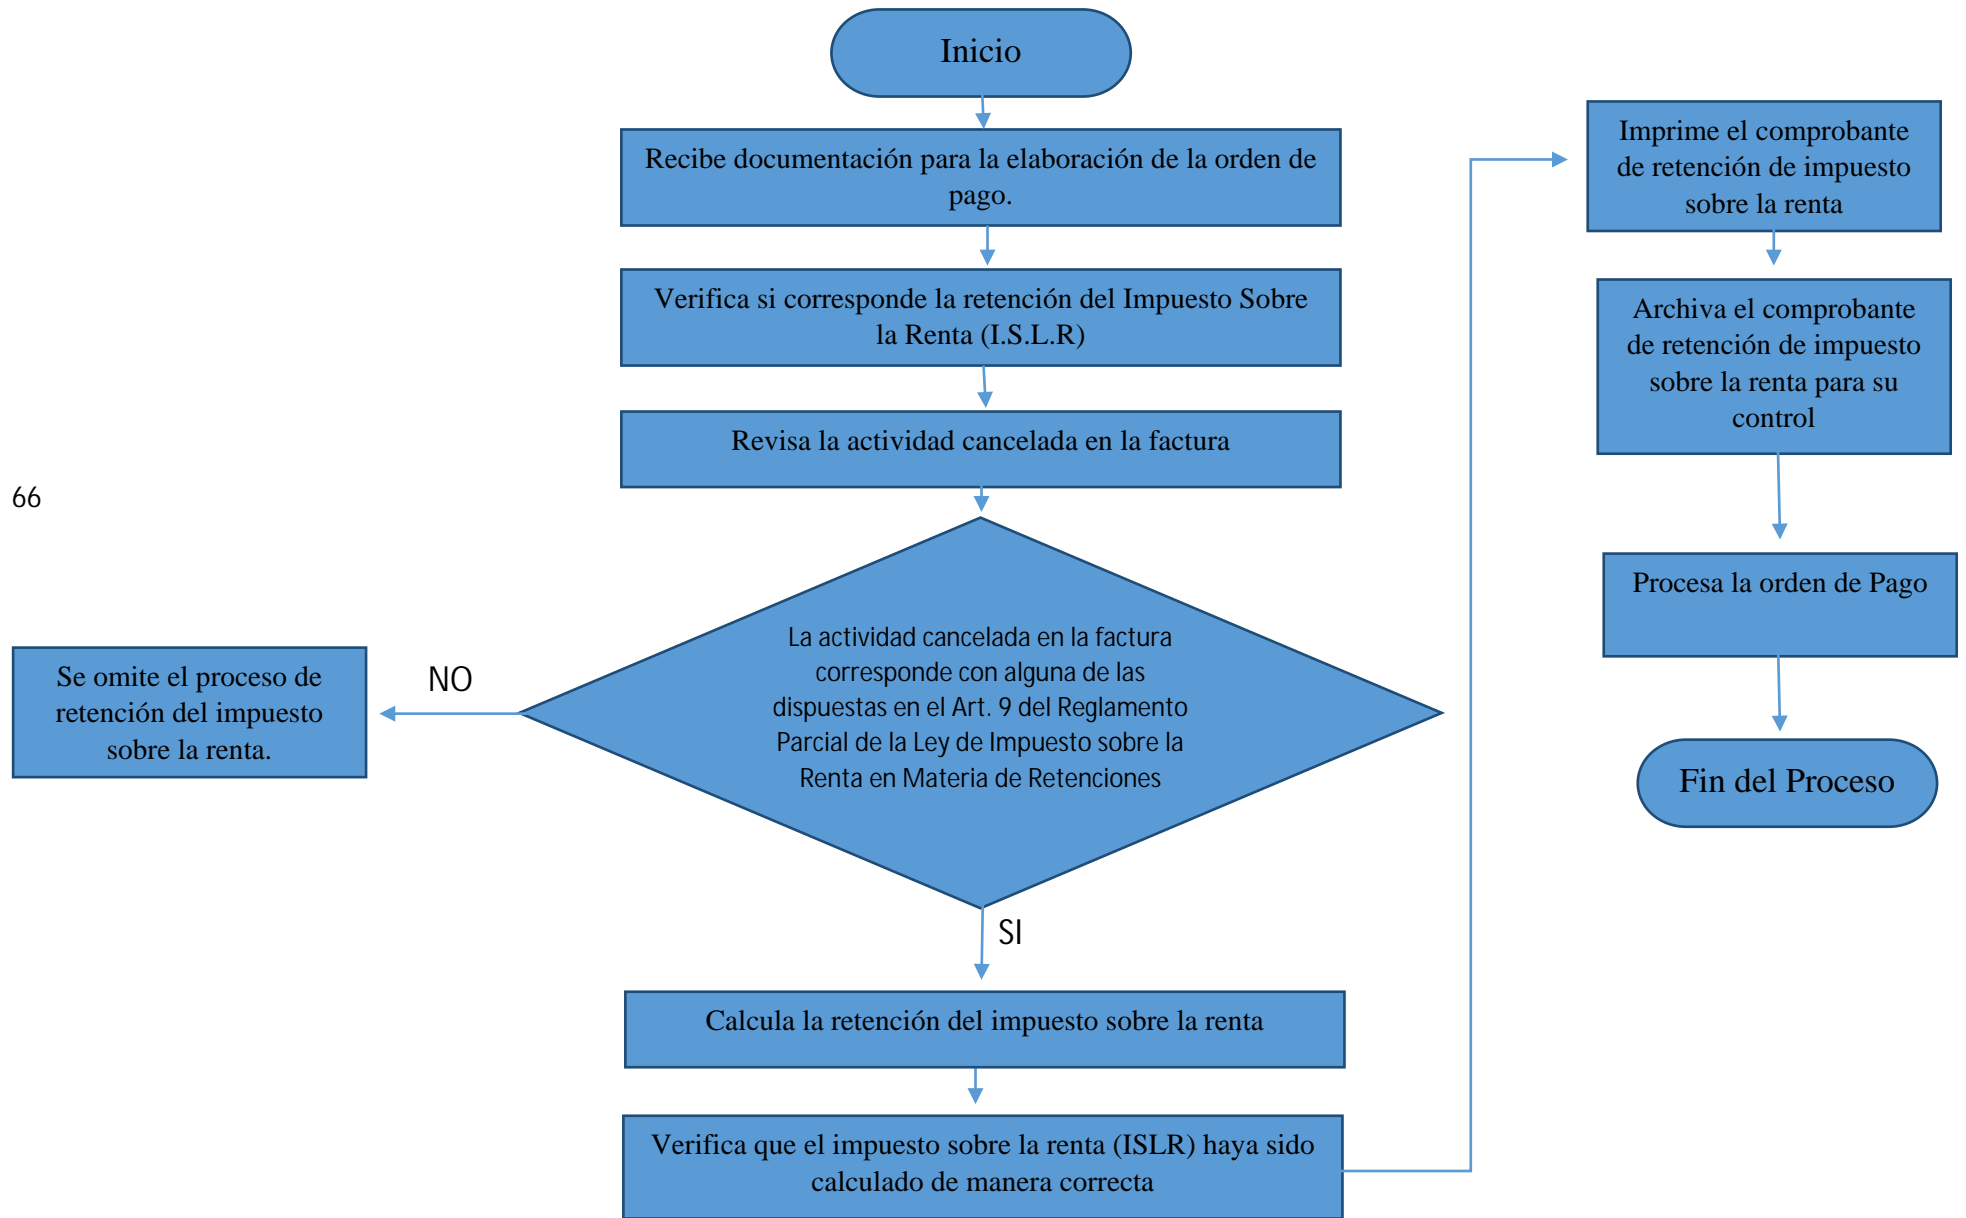 Inicio
Recibe documentación para la elaboración de la orden de
pago.
Verifica si corresponde la retención del Impuesto Sobre
la Renta (I.S.L.R)
Revisa la actividad cancelada en la factura
66
La actividad cancelada en la factura
corresponde con alguna de las
dispuestas en el Art. 9 del Reglamento
Parcial de la Ley de Impuesto sobre la
Renta en Materia de Retenciones
NO
Se omite el proceso de
retención del impuesto
sobre la renta.
SI
Calcula la retención del impuesto sobre la renta
Verifica que el impuesto sobre la renta (ISLR) haya sido
calculado de manera correcta
Imprime el comprobante
de retención de impuesto
sobre la renta
Archiva el comprobante
de retención de impuesto
sobre la renta para su
control
Procesa la orden de Pago
Fin del Proceso